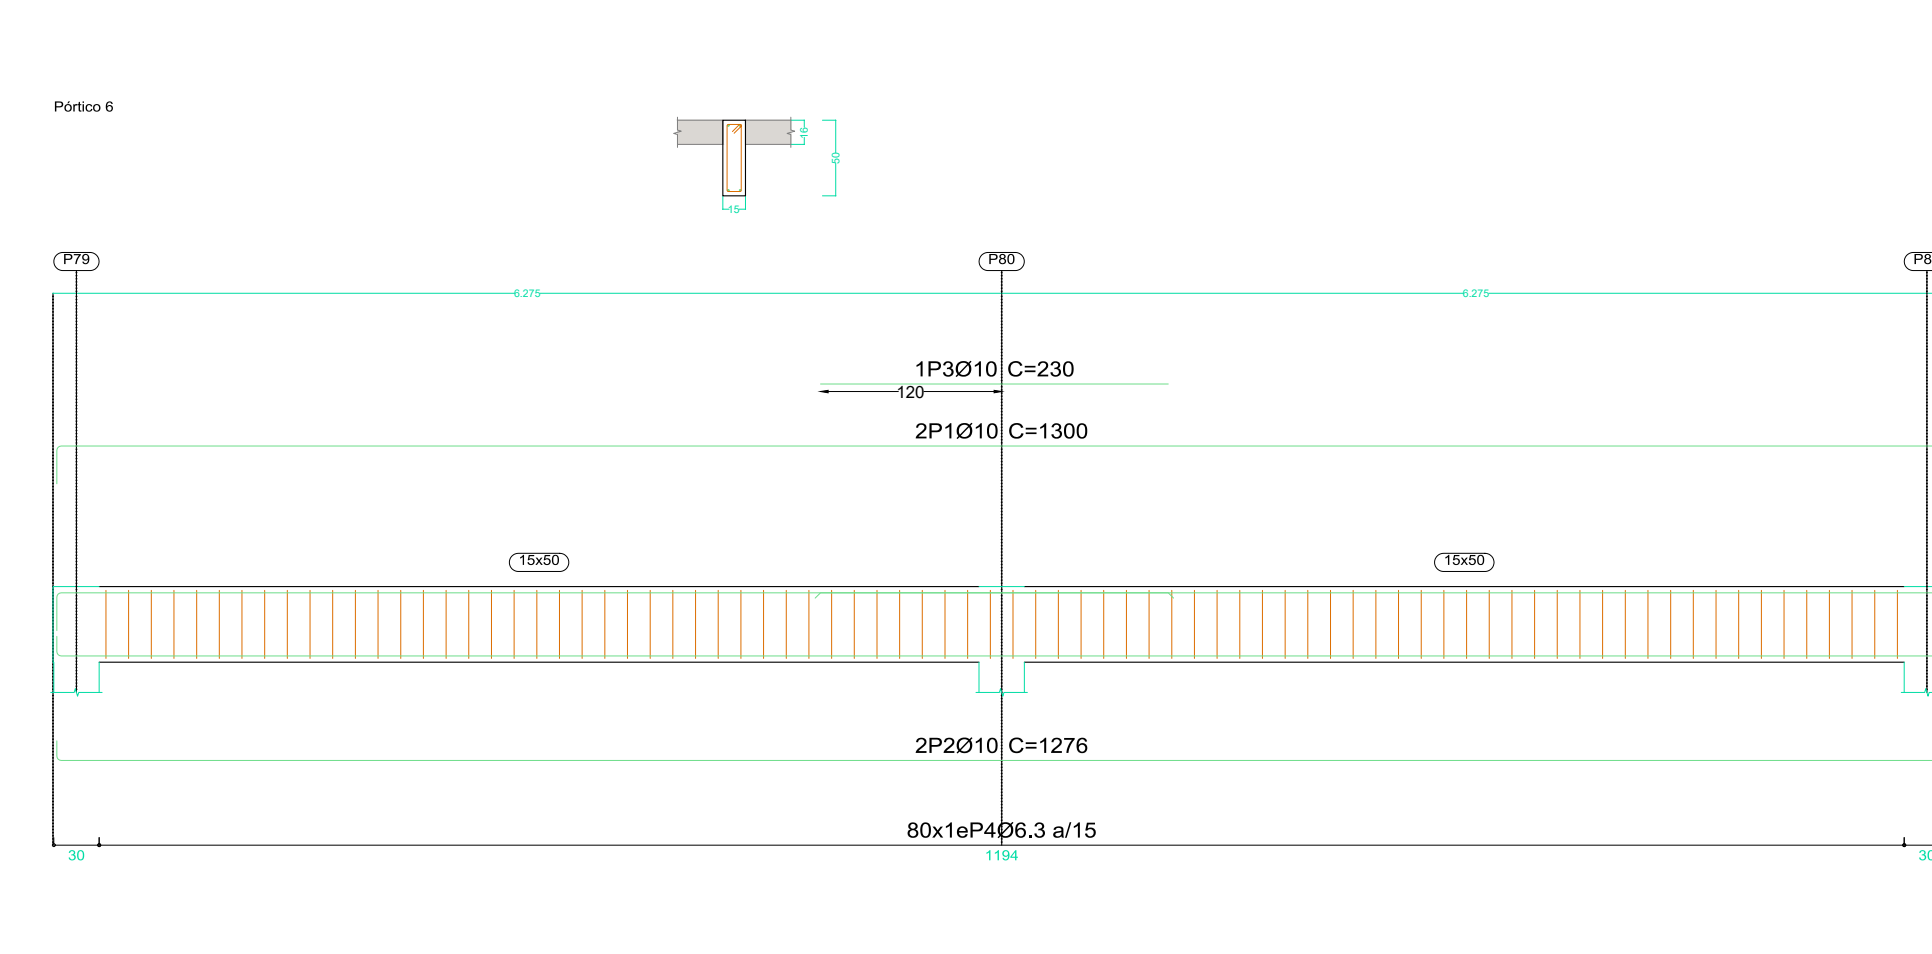 Pórtico 6
16
50
15
P79
P80
P8
6.275
6.275
1P3Ø10 C=230
120
2P1Ø10 C=1300
15x50
15x50
2P2Ø10 C=1276
80x1eP4Ø6.3 a/15
30
1194
30